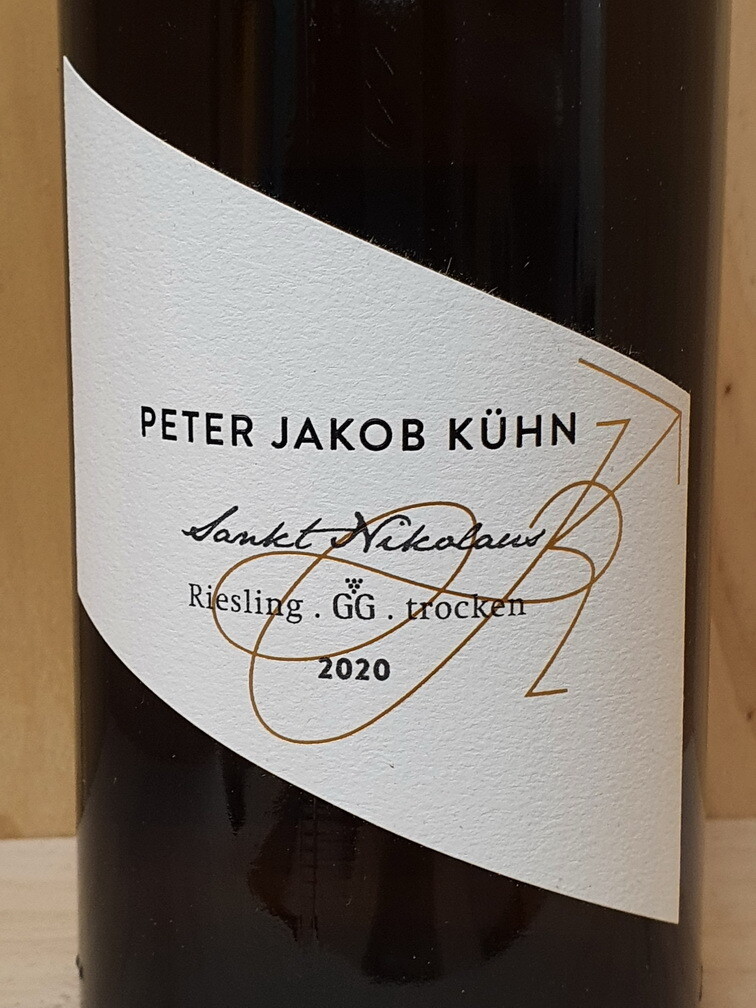 PETER JAKOB KÜHN
Sankt Nikolaus
Riesling . GG . trocken
2020